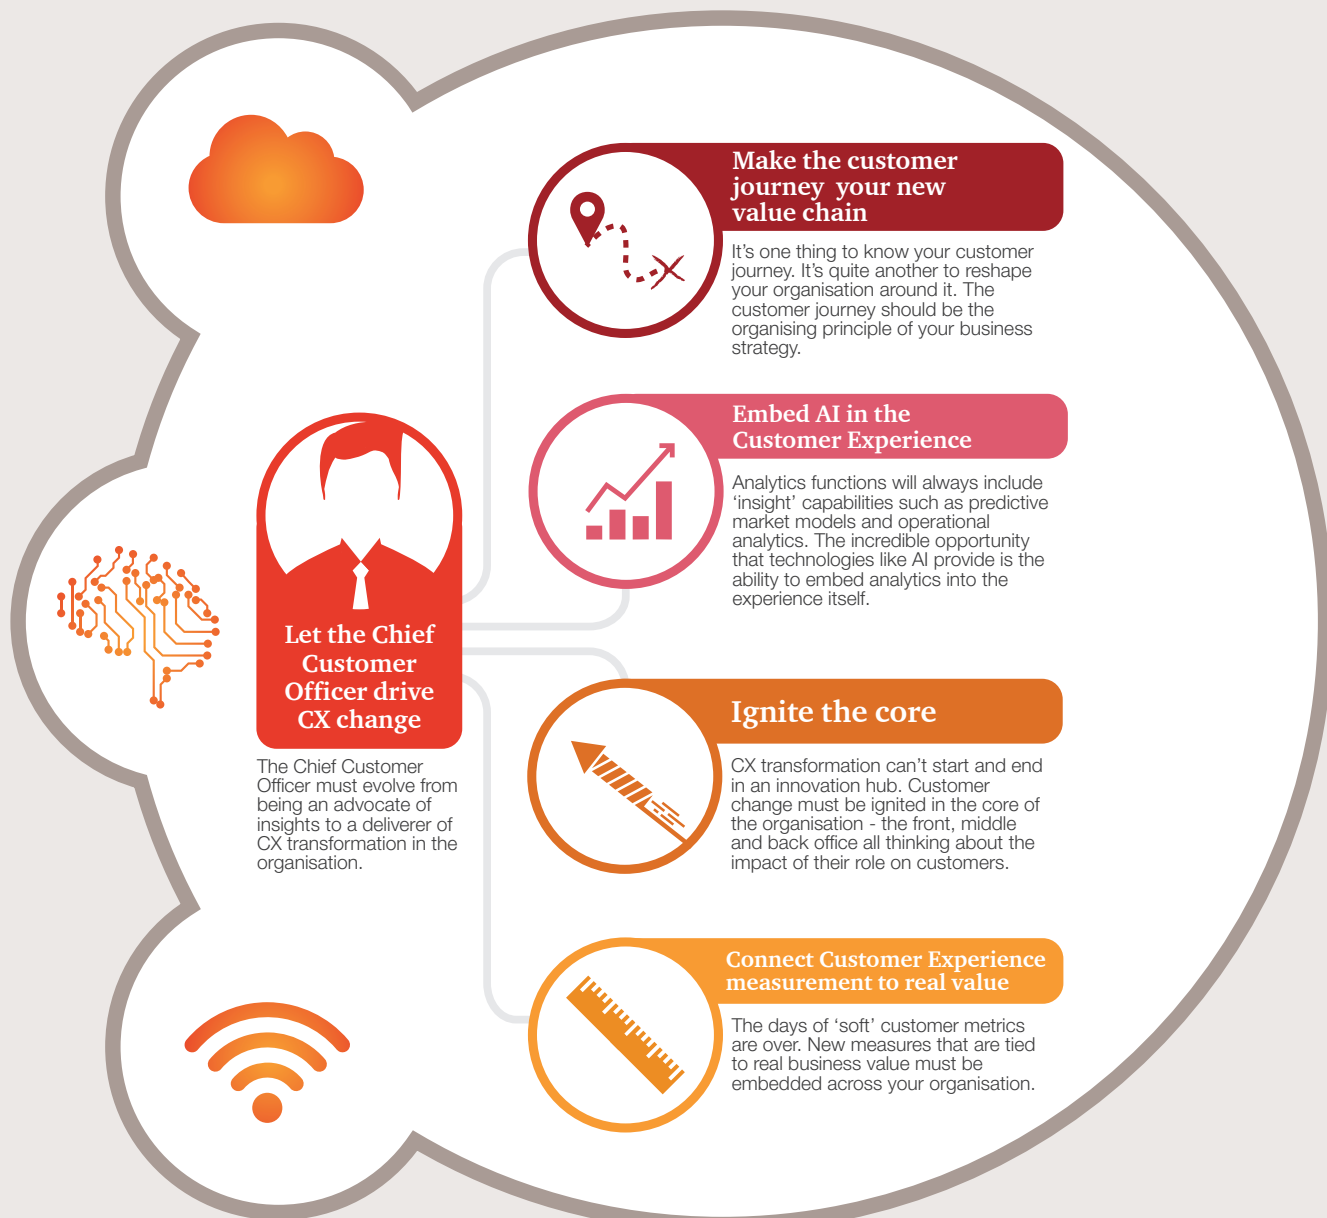 Make the customer
journey your new
value chain
It’s one thing to know your customer
journey. It’s quite another to reshape
your organisation around it. The
customer journey should be the
organising principle of your business
strategy.
Embed AI in the
Customer Experience
Analytics functions will always include
‘insight’ capabilities such as predictive
market models and operational
analytics. The incredible opportunity
that technologies like AI provide is the
ability to embed analytics into the
experience itself.
Let the Chief
Customer
Officer drive
CX change
The Chief Customer
Officer must evolve from
being an advocate of
insights to a deliverer of
CX transformation in the
organisation.
Ignite the core
CX transformation can’t start and end
in an innovation hub. Customer
change must be ignited in the core of
the organisation - the front, middle
and back office all thinking about the
impact of their role on customers.
Connect Customer Experience
measurement to real value
The days of ‘soft’ customer metrics
are over. New measures that are tied
to real business value must be
embedded across your organisation.